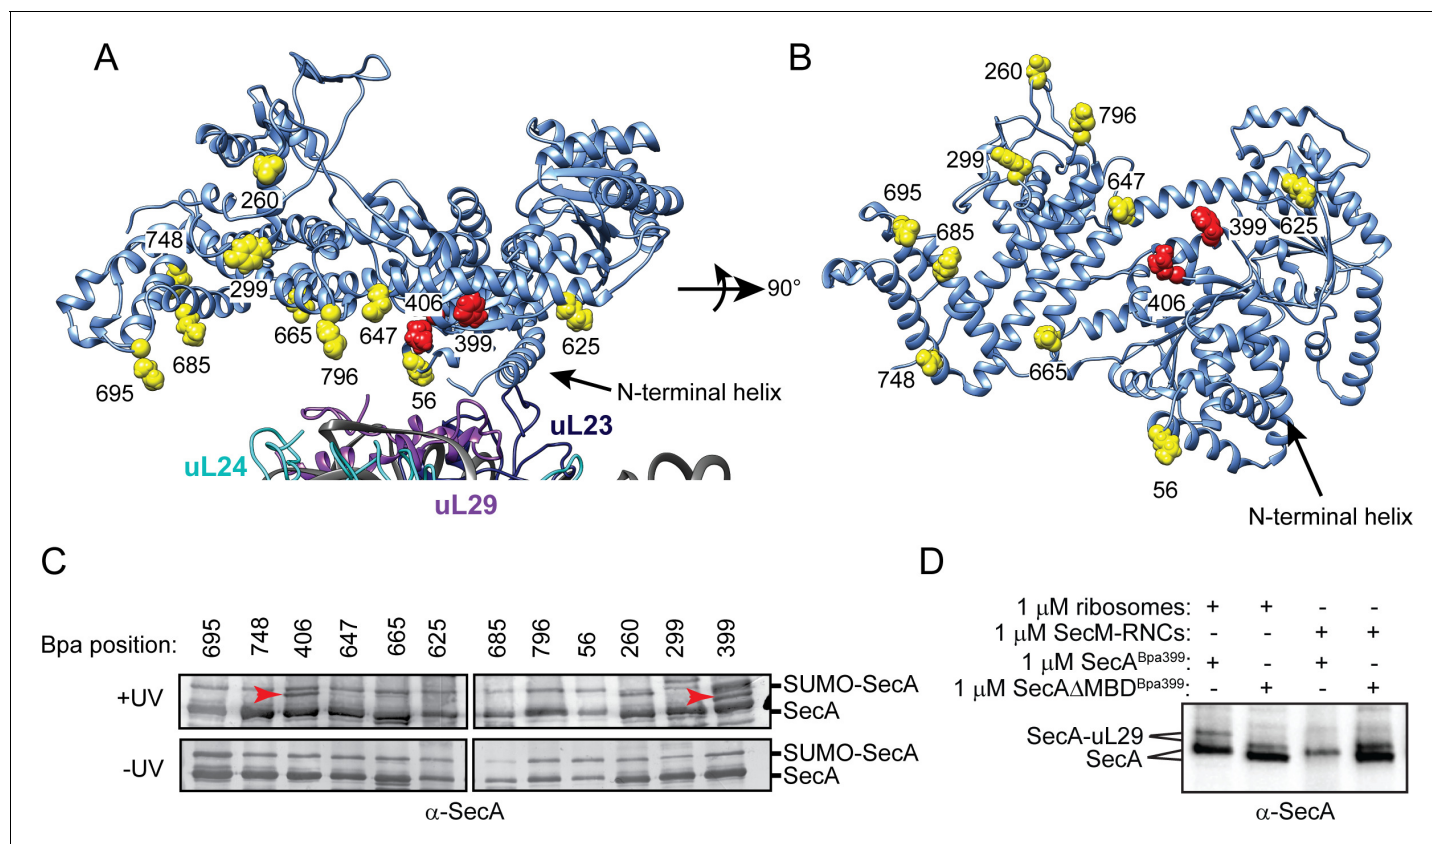 A
260
748
299
406
695
685
665
796
647
56
399
625
N-terminal helix
uL23
uL24
uL29
90°
B
260
796
299
695
685
647
399
625
406
748
665
56
N-terminal helix
C
Bpa position: 695 748 406 647 665 625 685 796 56 260 299 399
+UV
SUMO-SecA
SecA
-UV
SUMO-SecA
SecA
α-SecA
D
1 μM ribosomes: + + - -
1 μM SecM-RNCs: - - + +
1 μM SecA^Bpa399: + - + -
1 μM SecAΔMBD^Bpa399: - + - +
SecA-uL29
SecA
α-SecA